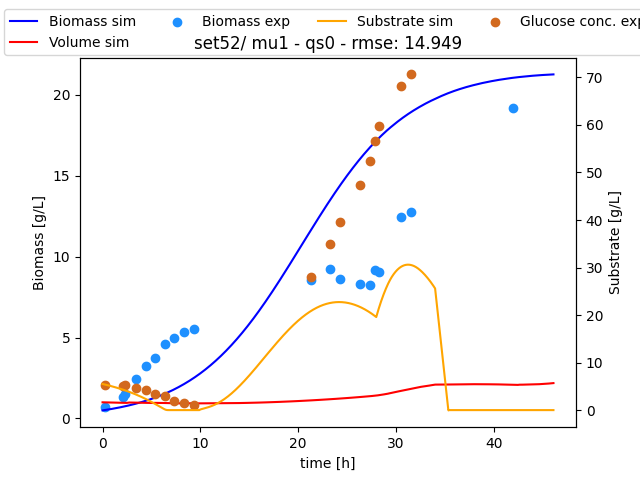 Biomass sim Biomass exp Substrate sim Glucose conc. exp
Volume sim
set52/ mu1 - qs0 - rmse: 14.949
Biomass [g/L]
20
15
10
5
0
70
60
50
40
30
20
10
0
Substrate [g/L]
0 10 20 30 40
time [h]